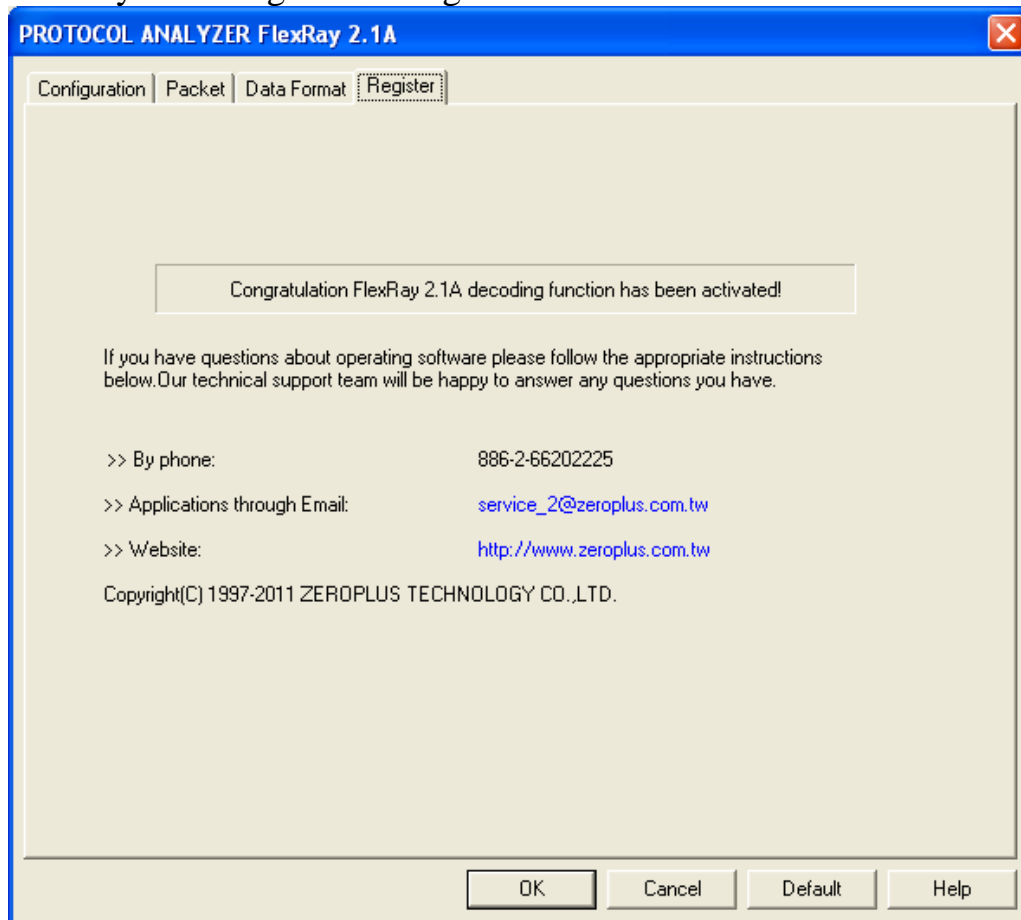 PROTOCOL ANALYZER FlexRay 2.1A
Configuration Packet Data Format Register
Congratulation FlexRay 2.1A decoding function has been activated!
If you have questions about operating software please follow the appropriate instructions
below.Our technical support team will be happy to answer any questions you have.
>> By phone: 886-2-66202225
>> Applications through Email: service_2@zeroplus.com.tw
>> Website: http://www.zeroplus.com.tw
Copyright(C) 1997-2011 ZEROPLUS TECHNOLOGY CO.,LTD.
OK Cancel Default Help